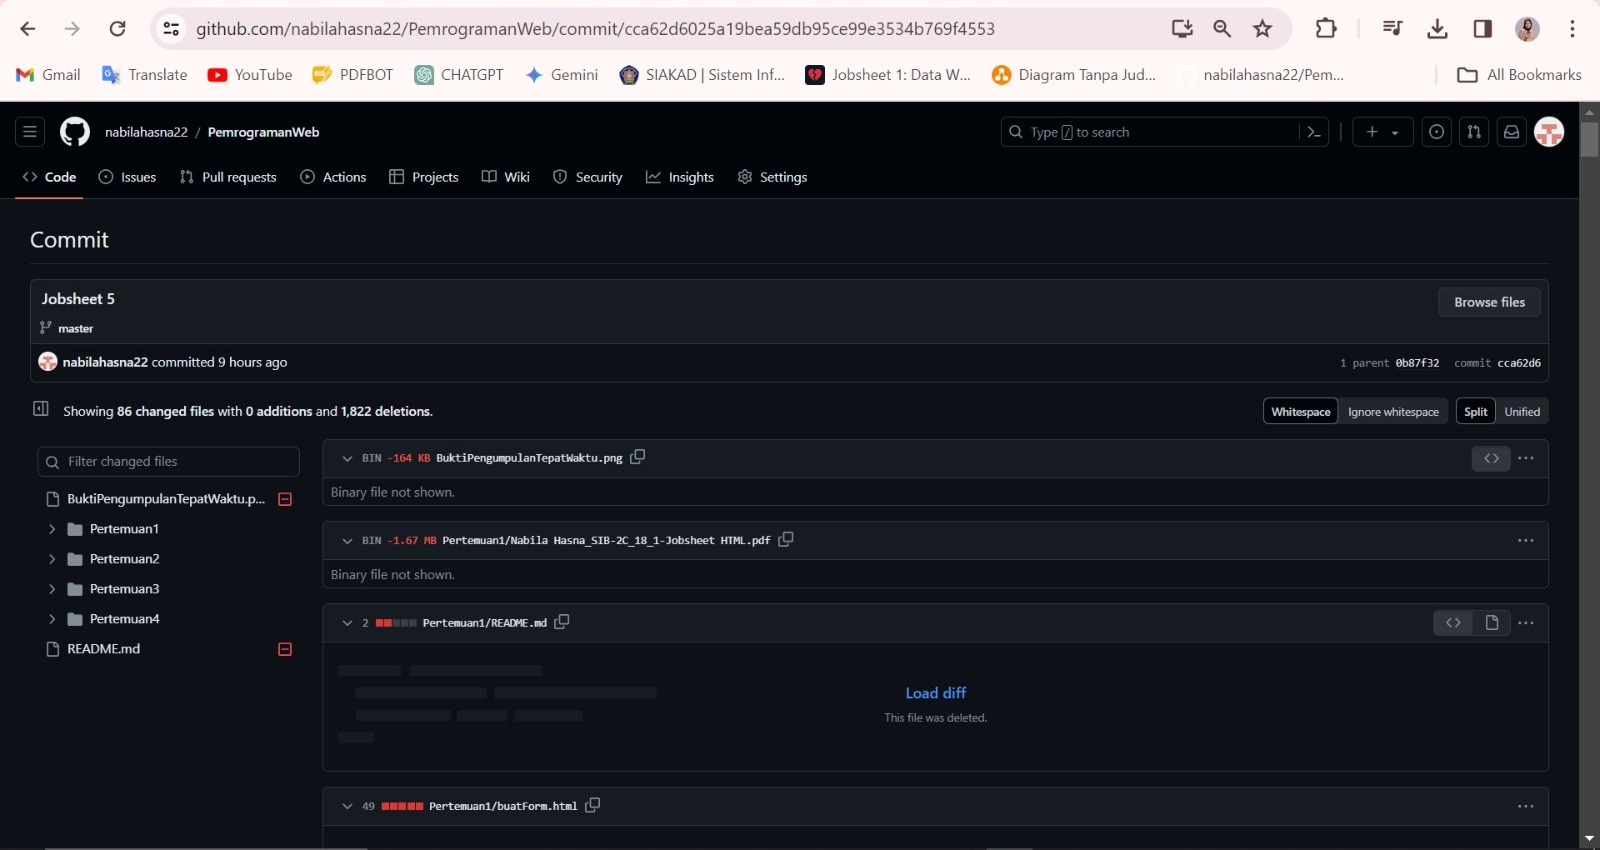 github.com/nabilahasna22/PemrogramanWeb/commit/cca62d6025a19bea59db95ce99e3534b769f4553
Gmail Translate YouTube PDFBOT CHATGPT Gemini SIAKAD | Sistem Inf... Jobsheet 1: Data W... Diagram Tanpa Jud... nabilahasna22/Pem... All Bookmarks
nabilahasna22 / PemrogramanWeb Type / to search
Code Issues Pull requests Actions Projects Wiki Security Insights Settings
Commit
Jobsheet 5 Browse files
master
nabilahasna22 committed 9 hours ago 1 parent 0b87f32 commit cca62d6
Showing 86 changed files with 0 additions and 1,822 deletions. Whitespace Ignore whitespace Split Unified
Filter changed files
BuktiPengumpulanTepatWaktu.p...
Pertemuan1
Pertemuan2
Pertemuan3
Pertemuan4
README.md
BIN -164 KB BuktiPengumpulanTepatWaktu.png
Binary file not shown.
BIN -1.67 MB Pertemuan1/Nabila Hasna_SIB-2C_18_1-Jobsheet HTML.pdf
Binary file not shown.
2 Pertemuan1/README.md
Load diff
This file was deleted.
49 Pertemuan1/buatForm.html